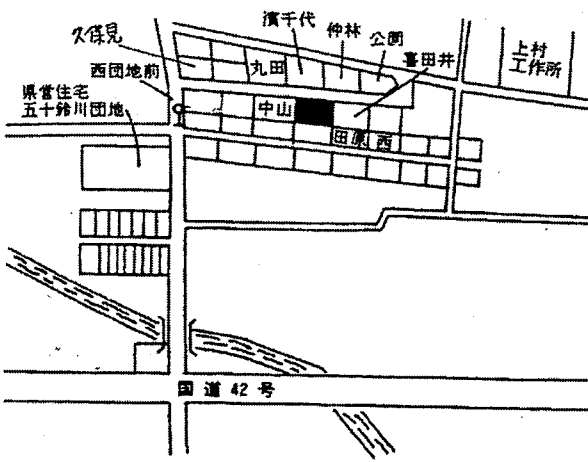 久保見
濱千代
仲林
公園
喜田井
上村
工作所
丸田
西団地前
県営住宅
五十鈴川団地
中山
田原
西
国道42号